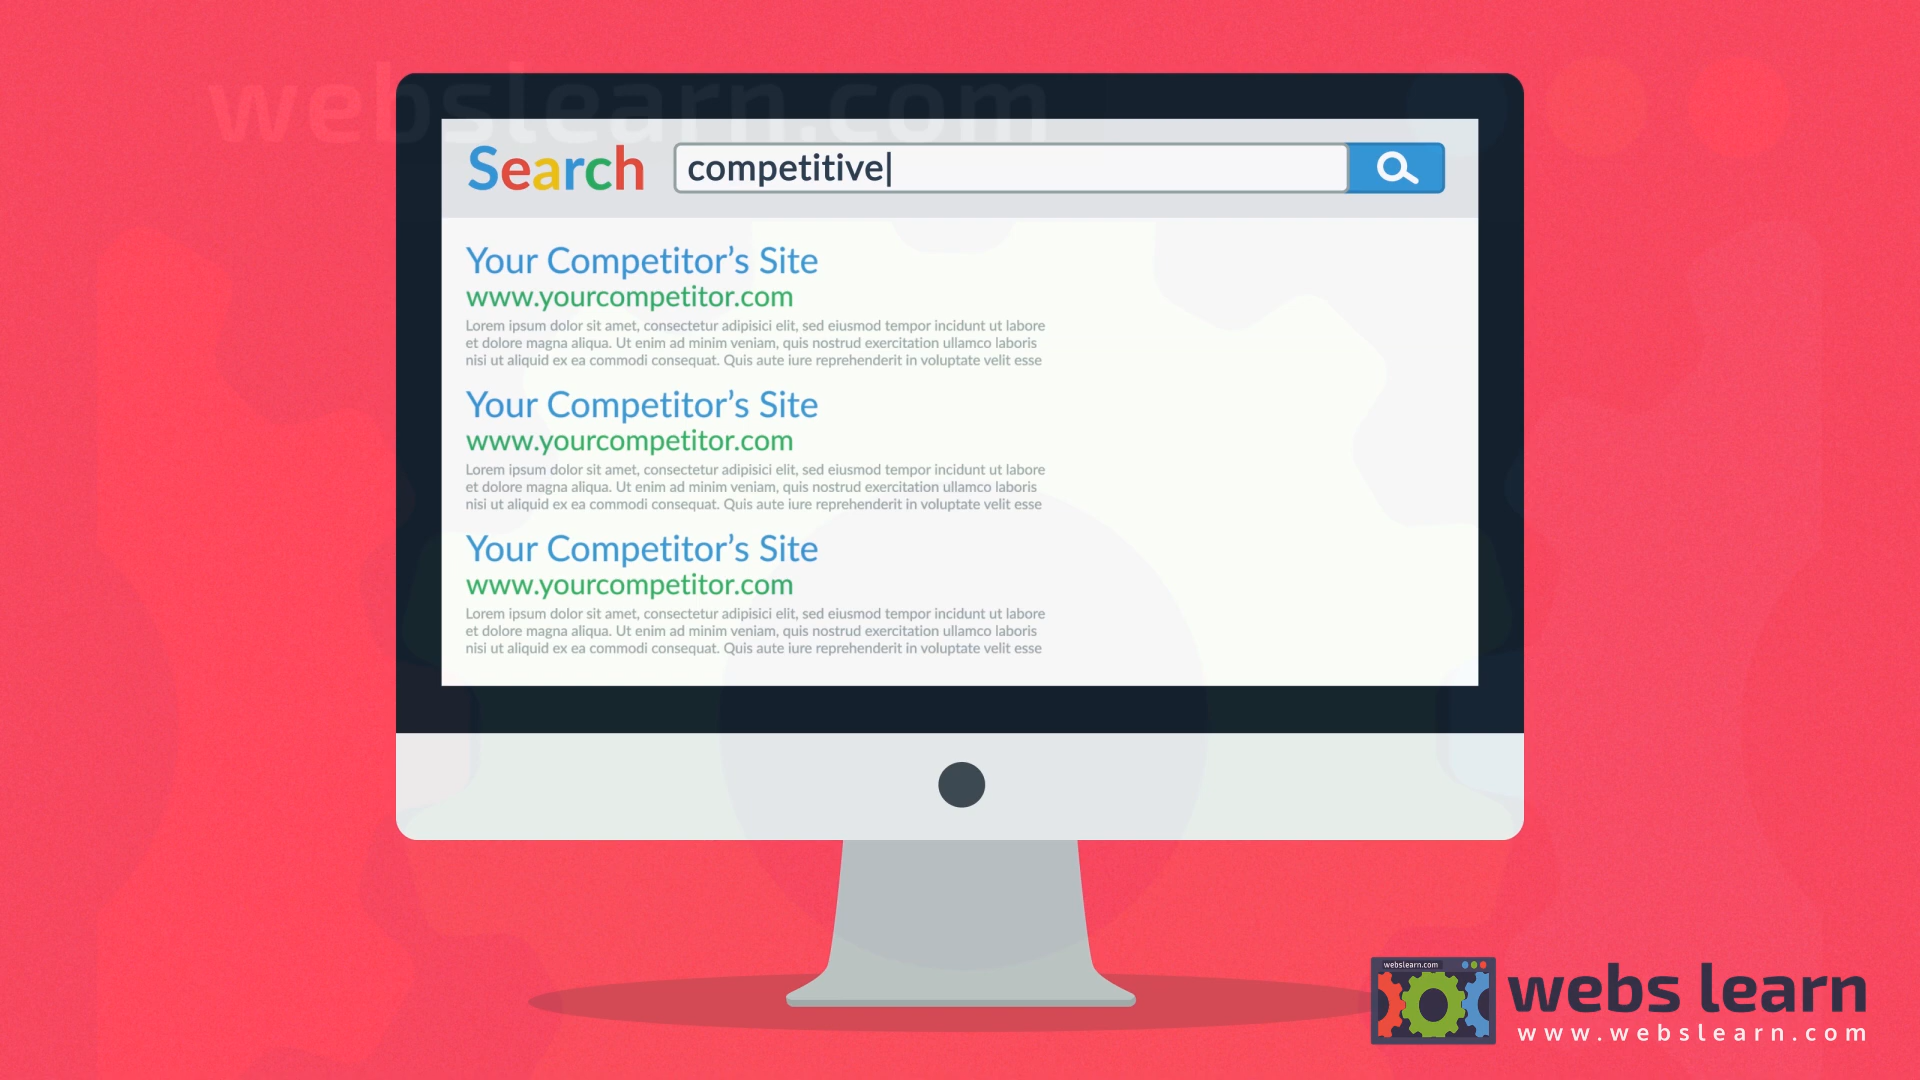 webslearn.com
Search
competitive
Your Competitor's Site
www.yourcompetitor.com
Lorem ipsum dolor sit amet, consectetur adipisici elit, sed eiusmod tempor incidunt ut labore
et dolore magna aliqua. Ut enim ad minim veniam, quis nostrud exercitation ullamco laboris
nisi ut aliquid ex ea commodi consequat. Quis aute iure reprehenderit in voluptate velit esse
Your Competitor's Site
www.yourcompetitor.com
Lorem ipsum dolor sit amet, consectetur adipisici elit, sed eiusmod tempor incidunt ut labore
et dolore magna aliqua. Ut enim ad minim veniam, quis nostrud exercitation ullamco laboris
nisi ut aliquid ex ea commodi consequat. Quis aute iure reprehenderit in voluptate velit esse
Your Competitor's Site
www.yourcompetitor.com
Lorem ipsum dolor sit amet, consectetur adipisici elit, sed eiusmod tempor incidunt ut labore
et dolore magna aliqua. Ut enim ad minim veniam, quis nostrud exercitation ullamco laboris
nisi ut aliquid ex ea commodi consequat. Quis aute iure reprehenderit in voluptate velit esse
webslearn.com
webs learn
www.webslearn.com